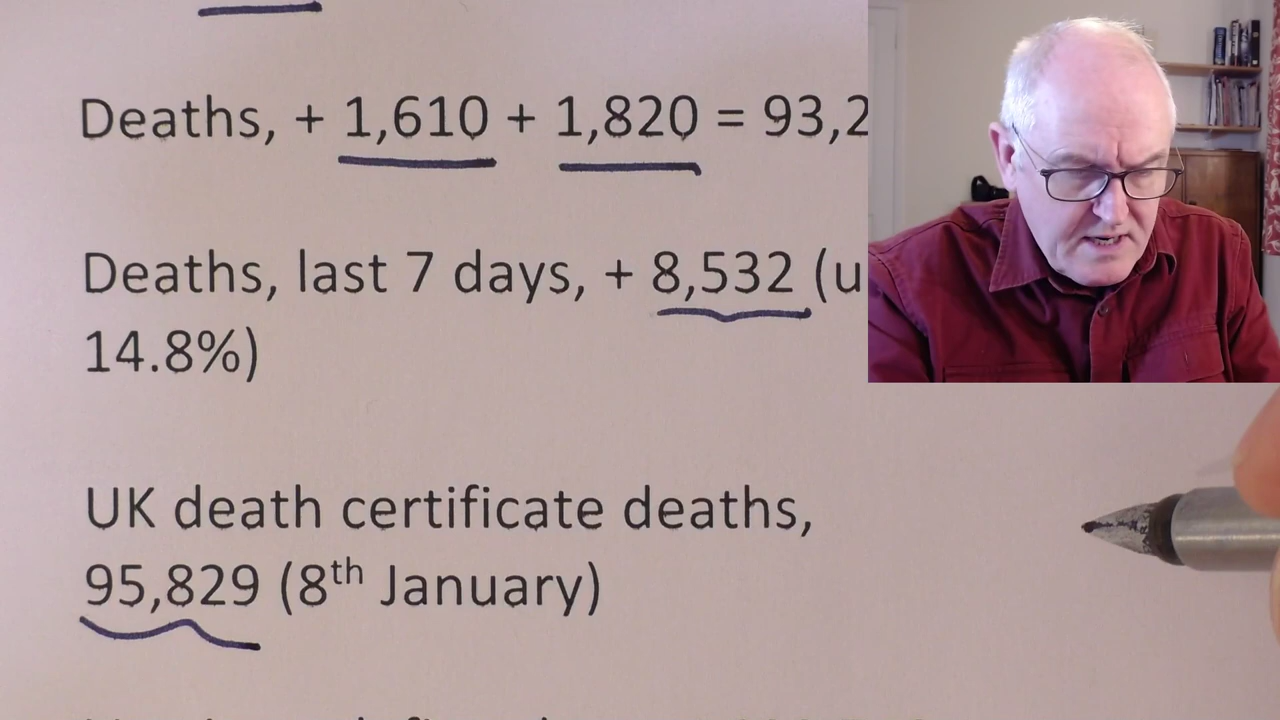 Deaths, + 1,610 + 1,820 = 93,2
Deaths, last 7 days, + 8,532 (u
14.8%)
UK death certificate deaths,
95,829 (8th January)